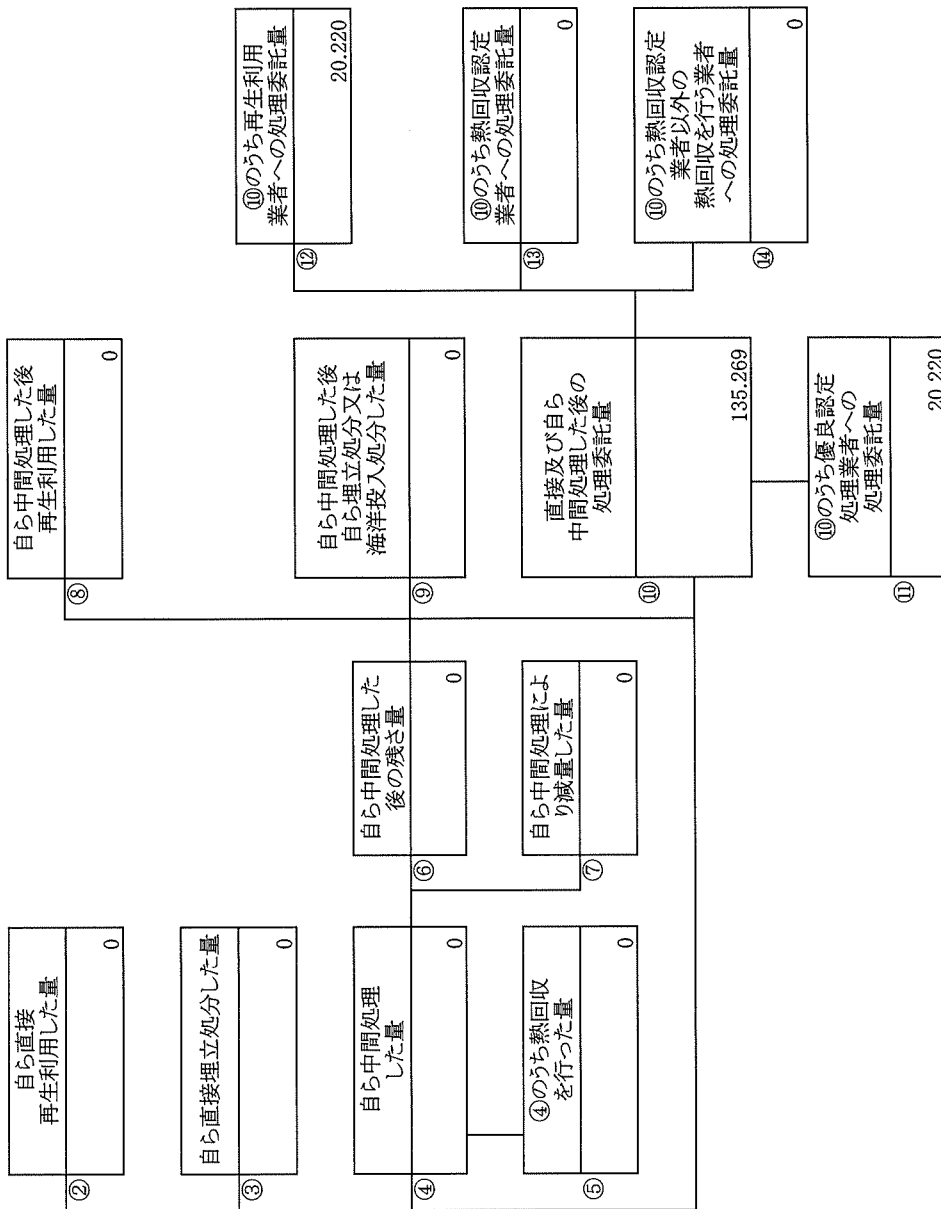 ②
自ら直接
再生利用した量
0
③
自ら直接埋立処分した量
0
④
自ら中間処理
した量
0
⑤
④のうち熱回収
を行った量
0
⑥
自ら中間処理した
後の残さ量
0
⑦
自ら中間処理によ
り減量した量
0
⑧
自ら中間処理した後
再生利用した量
0
⑨
自ら中間処理した後
自ら埋立処分又は
海洋投入処分した量
0
⑩
直接及び自ら
中間処理した後の
処理委託量
135.269
⑪
⑩のうち優良認定
処理業者への
処理委託量
20.220
⑫
⑩のうち再生利用
業者への処理委託量
20.220
⑬
⑩のうち熱回収認定
業者への処理委託量
0
⑭
⑩のうち熱回収認定
業者以外の
熱回収を行う業者
への処理委託量
0